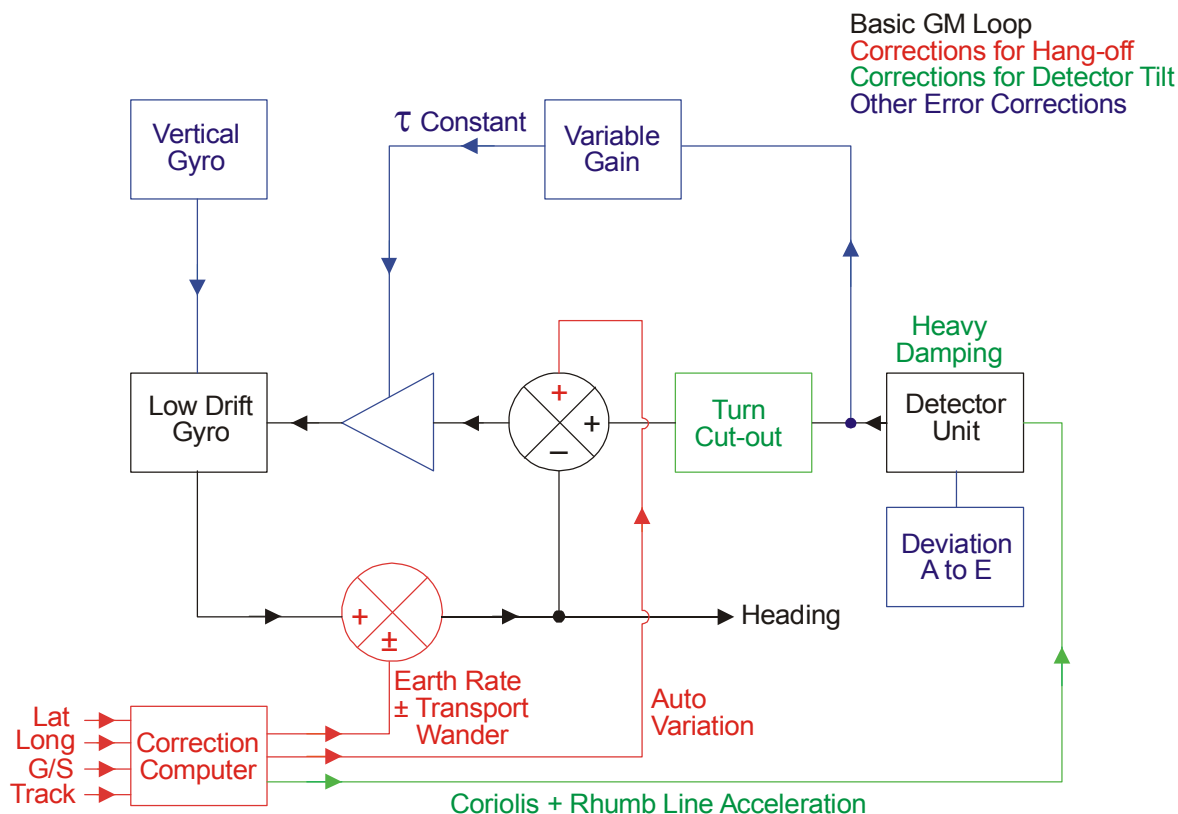 Basic GM Loop
Corrections for Hang-off
Corrections for Detector Tilt
Other Error Corrections
Vertical
Gyro
τ Constant
Variable
Gain
Heavy
Damping
Low Drift
Gyro
+
+
−
Turn
Cut-out
Detector
Unit
Deviation
A to E
+
±
Heading
Earth Rate
± Transport
Wander
Auto
Variation
Lat
Long
G/S
Track
Correction
Computer
Coriolis + Rhumb Line Acceleration